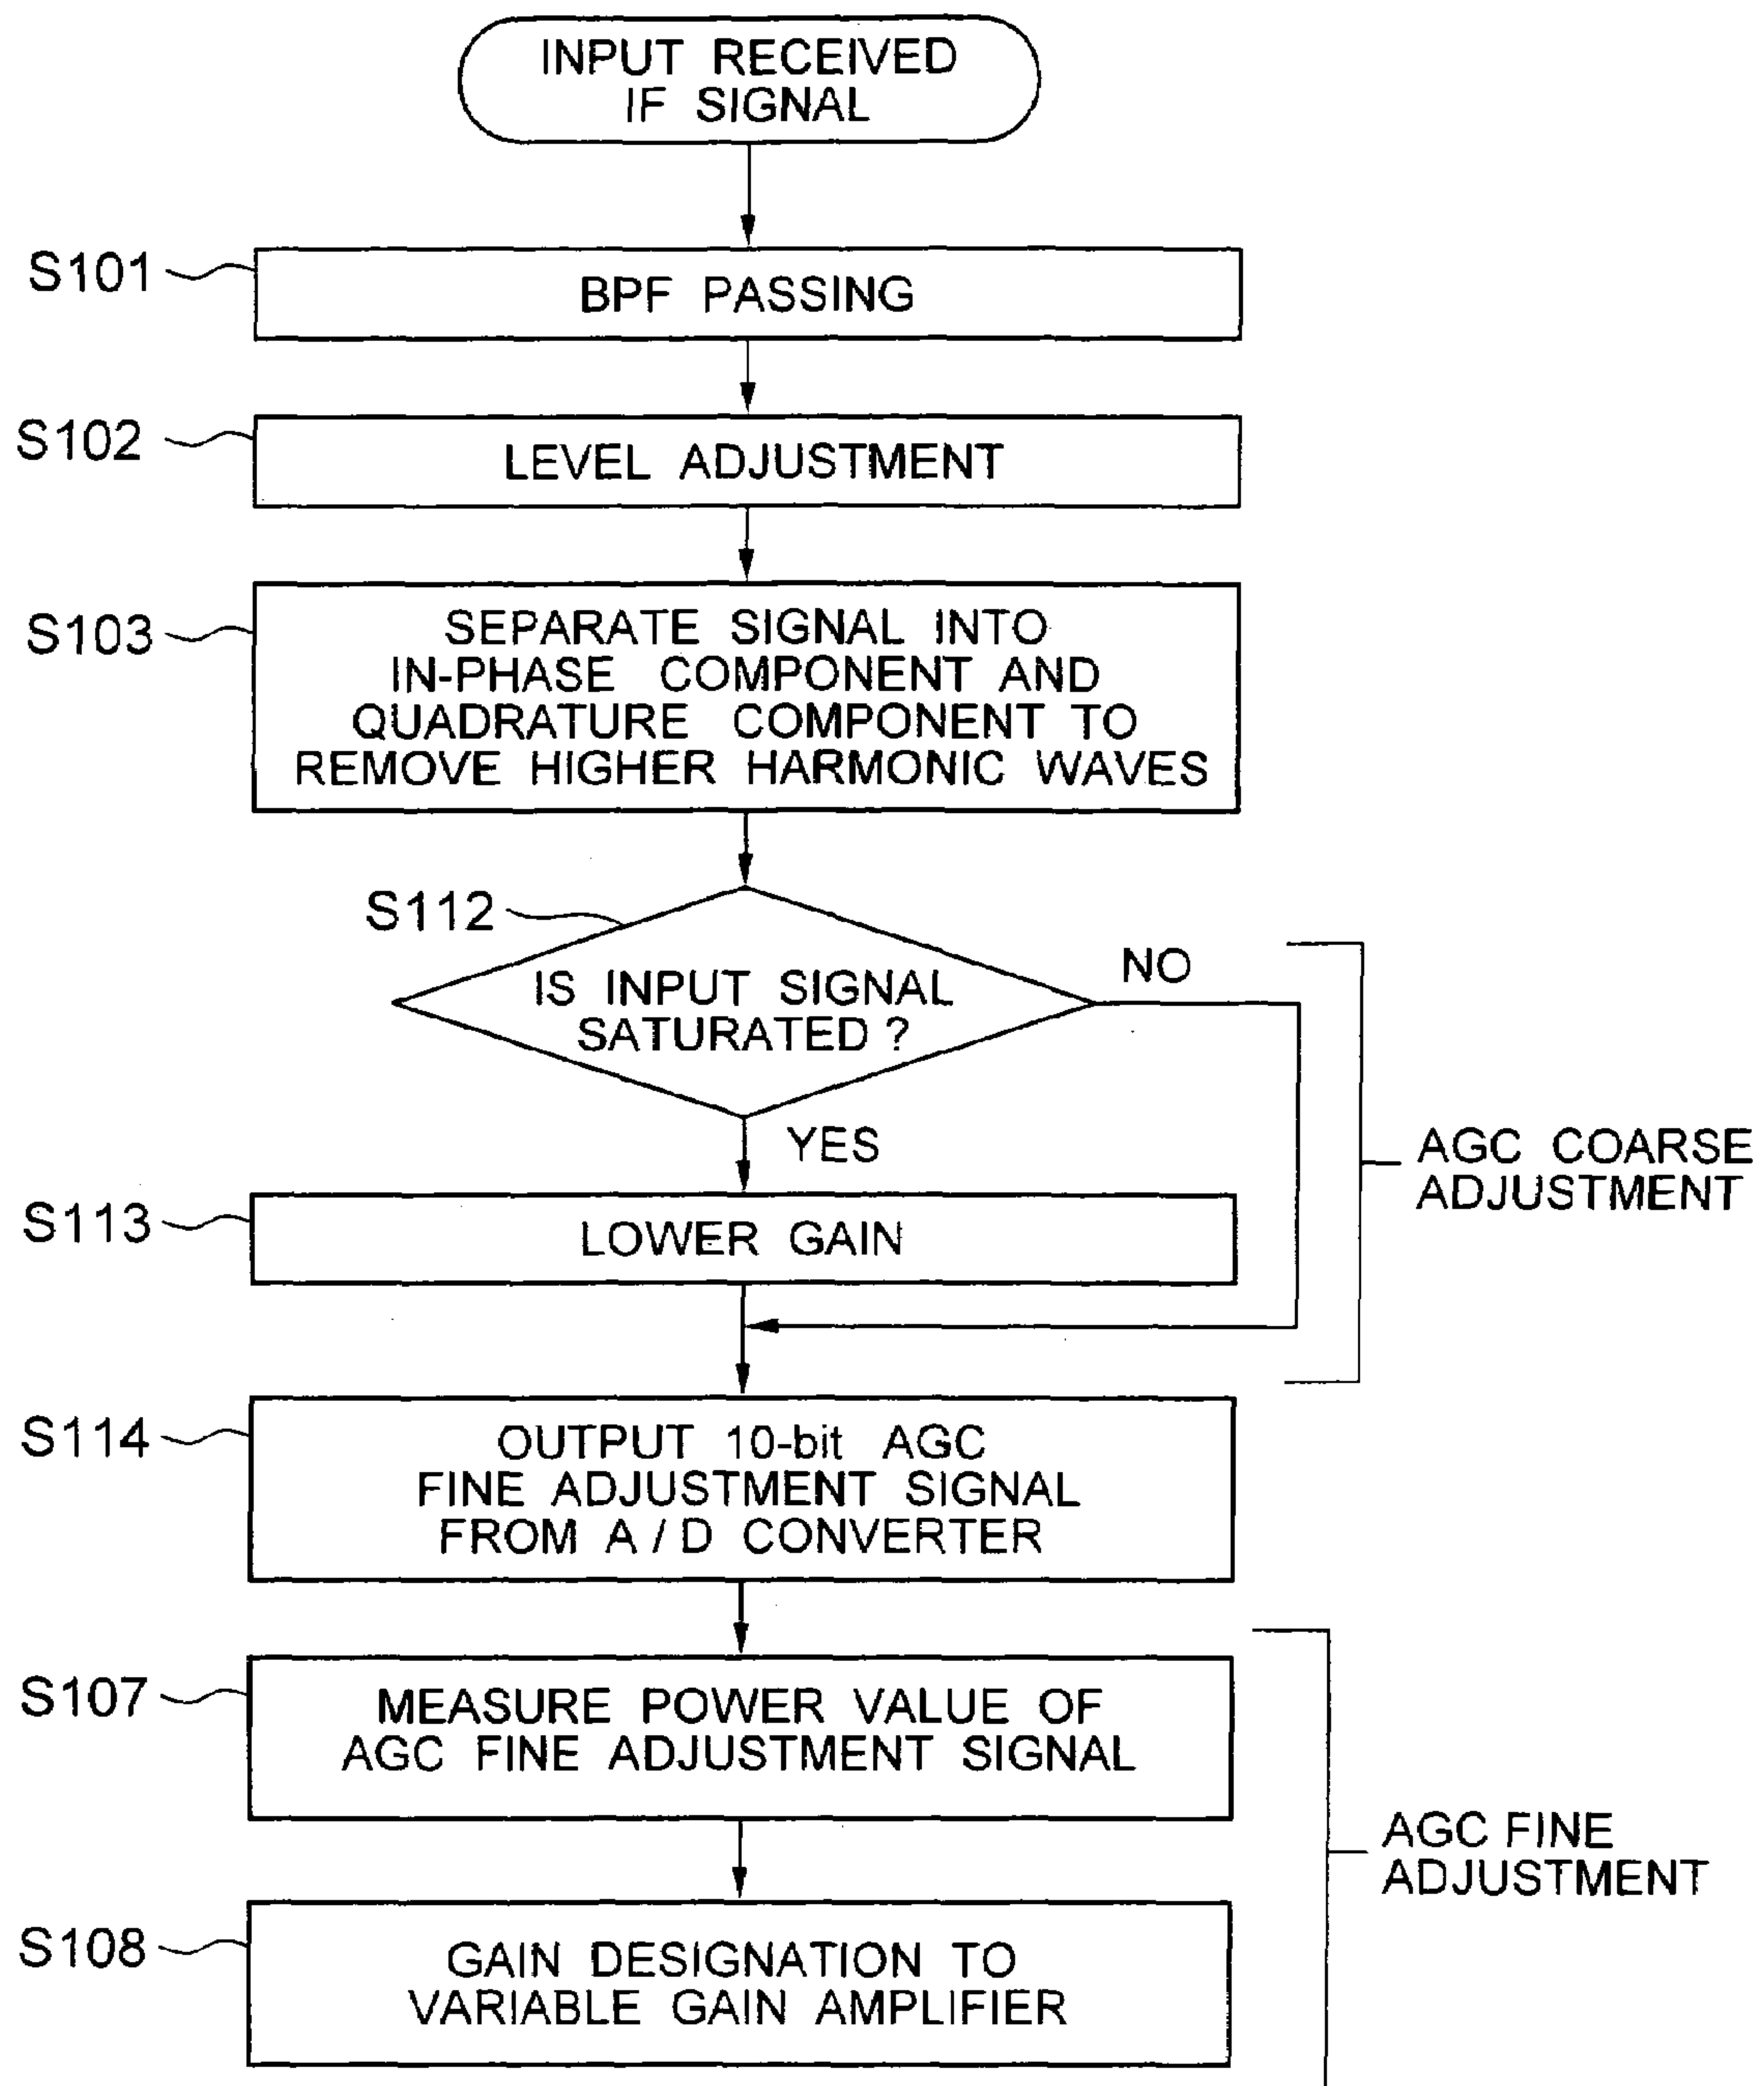 INPUT RECEIVED
IF SIGNAL
S101
BPF PASSING
S102
LEVEL ADJUSTMENT
S103
SEPARATE SIGNAL INTO
IN-PHASE COMPONENT AND
QUADRATURE COMPONENT TO
REMOVE HIGHER HARMONIC WAVES
S112
IS INPUT SIGNAL
SATURATED ?
NO
YES
AGC COARSE
ADJUSTMENT
S113
LOWER GAIN
S114
OUTPUT 10-bit AGC
FINE ADJUSTMENT SIGNAL
FROM A / D CONVERTER
S107
MEASURE POWER VALUE OF
AGC FINE ADJUSTMENT SIGNAL
AGC FINE
ADJUSTMENT
S108
GAIN DESIGNATION TO
VARIABLE GAIN AMPLIFIER